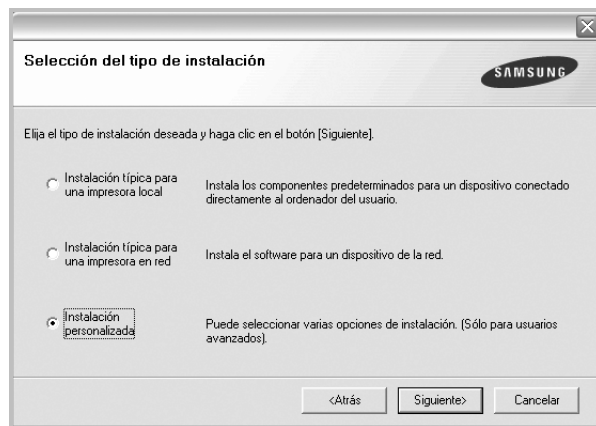 Selección del tipo de instalación
SAMSUNG
Elija el tipo de instalación deseada y haga clic en el botón [Siguiente].
Instalación típica para
una impresora local
Instala los componentes predeterminados para un dispositivo conectado
directamente al ordenador del usuario.
Instalación típica para
una impresora en red
Instala el software para un dispositivo de la red.
Instalación
personalizada
Puede seleccionar varias opciones de instalación. (Sólo para usuarios
avanzados).
<Atrás
Siguiente>
Cancelar